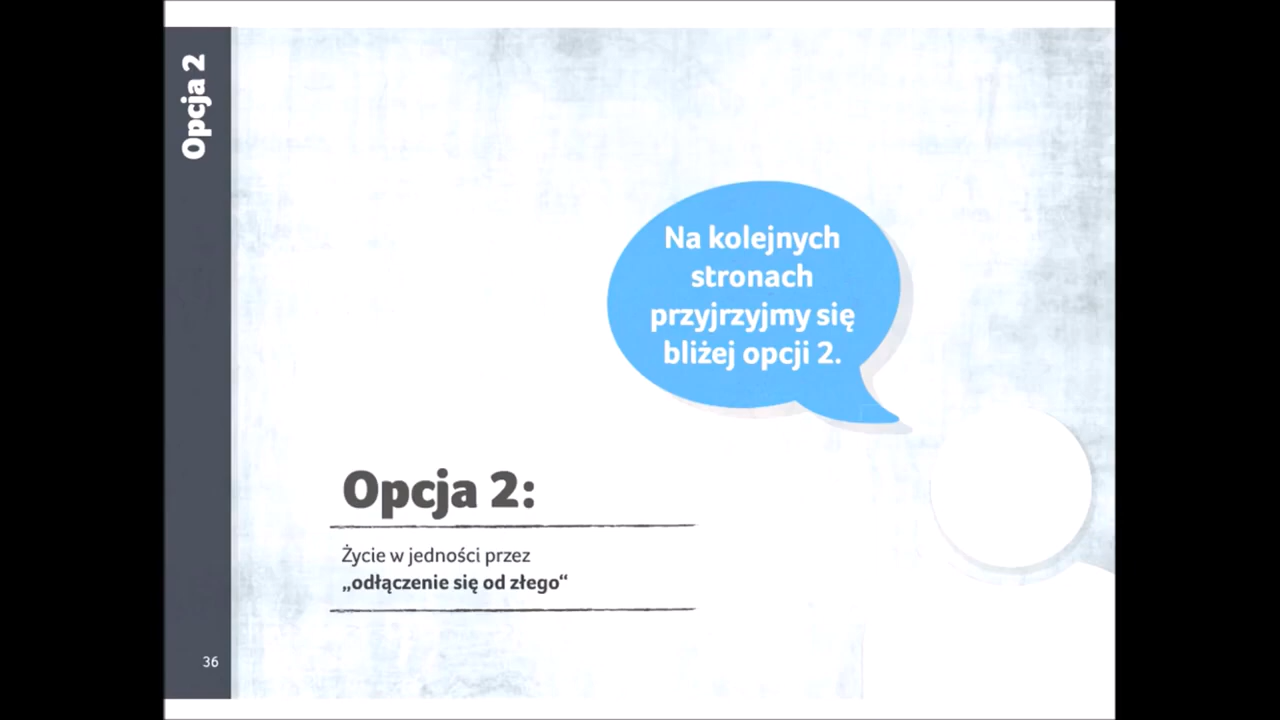 Opcja 2
Na kolejnych
stronach
przyjrzyjmy się
bliżej opcji 2.
Opcja 2:
Życie w jedności przez
„odłączenie się od złego“
36